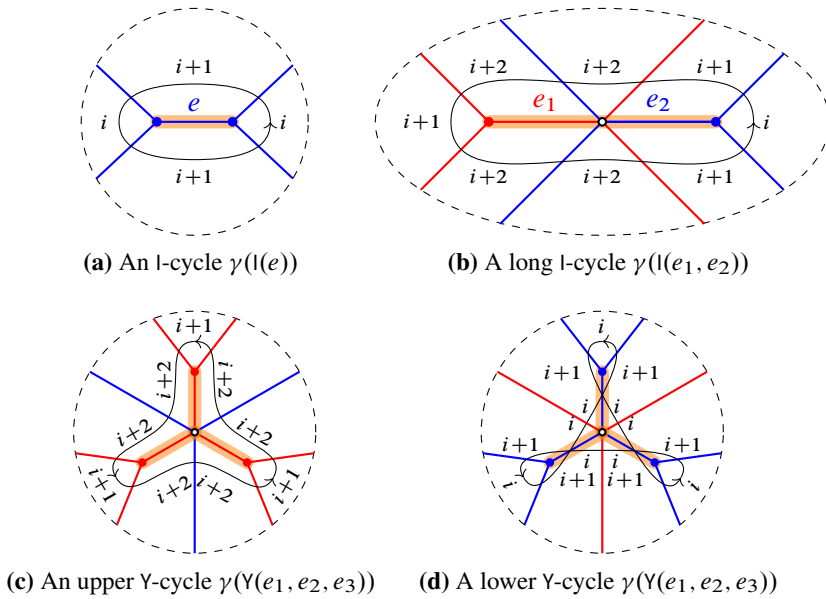 i+1 i+2 i+2 i+1
e e₁ e₂
i i i+1 i
i+1 i+2 i+2 i+1
(a) An I-cycle γ(I(e)) (b) A long I-cycle γ(I(e₁, e₂))
i+1 i
i+2 i+2 i+1 i+1
i+2 i+2 i i
i i
i+1 i+1
i+1 i+1 i i i i
i+2 i+2 i+1 i+1
(c) An upper Y-cycle γ(Y(e₁, e₂, e₃)) (d) A lower Y-cycle γ(Y(e₁, e₂, e₃))